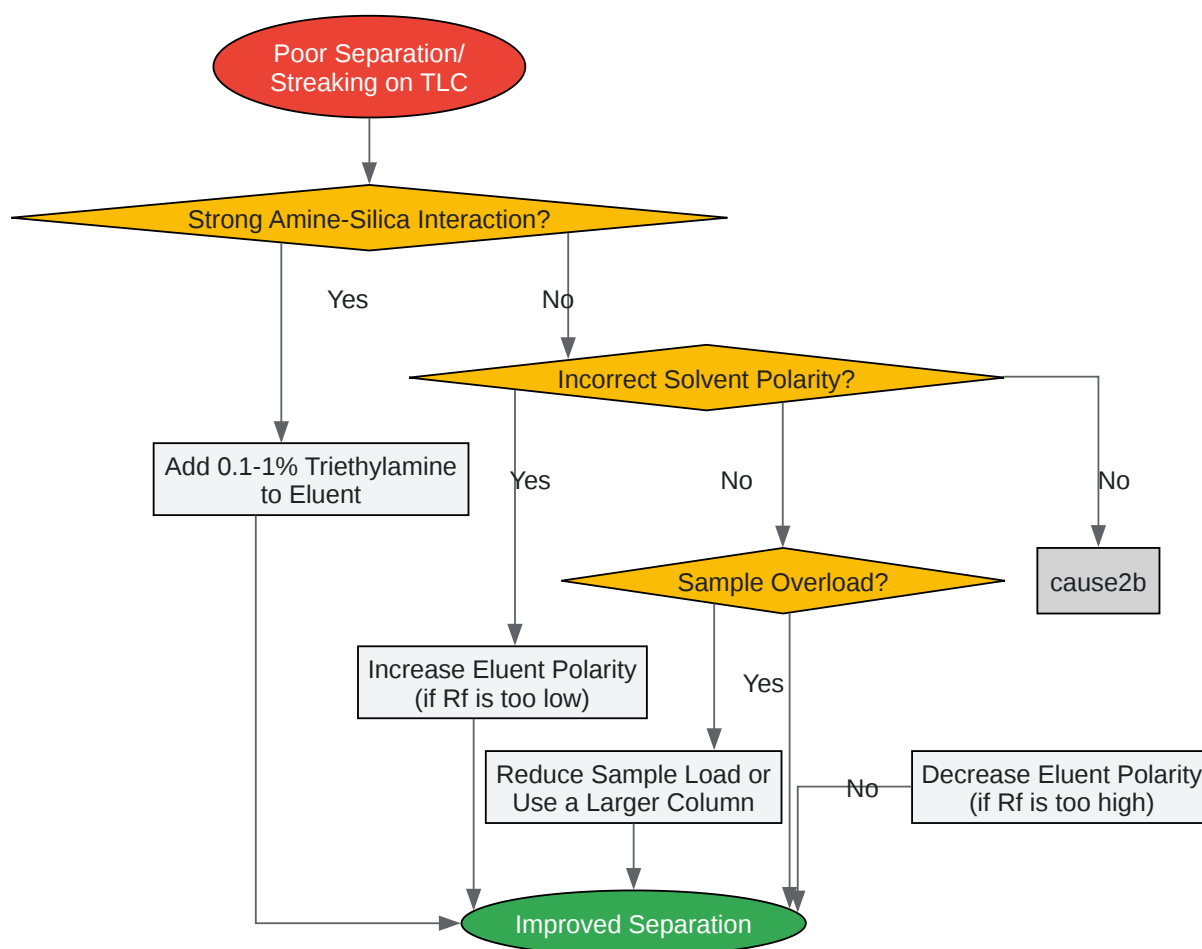 Poor Separation/
Streaking on TLC
Strong Amine-Silica Interaction?
Yes
No
Incorrect Solvent Polarity?
Add 0.1-1% Triethylamine
to Eluent
Yes
No
No
Sample Overload?
cause2b
Increase Eluent Polarity
(if Rf is too low)
Yes
Reduce Sample Load or
Use a Larger Column
No
Decrease Eluent Polarity
(if Rf is too high)
Improved Separation